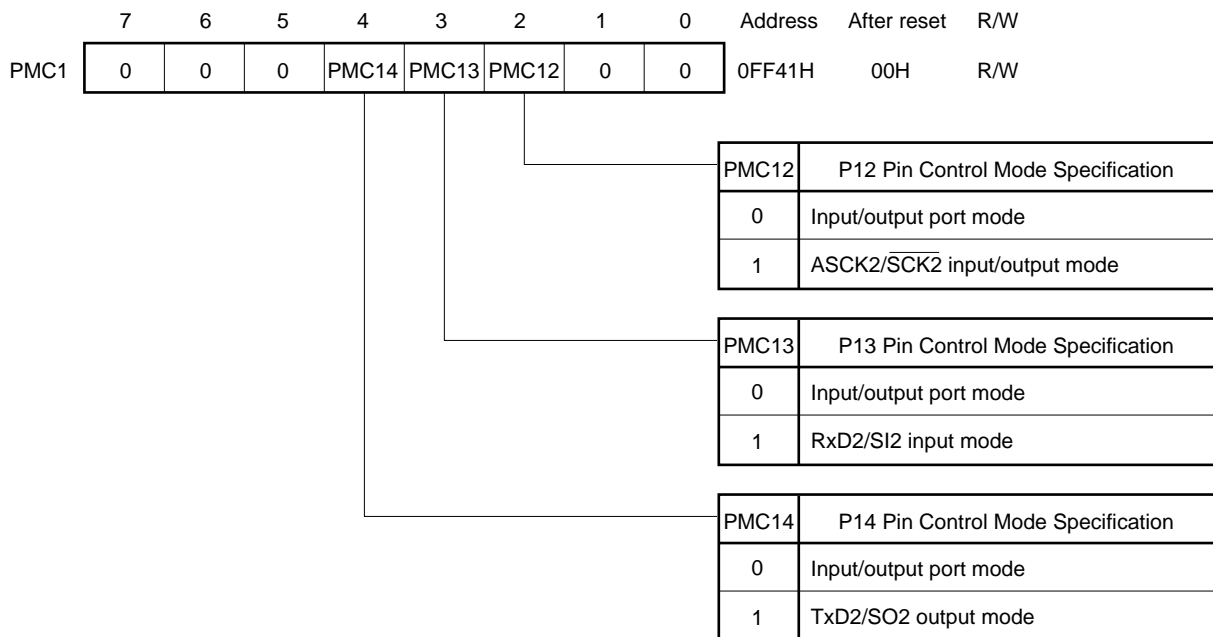 7 6 5 4 3 2 1 0 Address After reset R/W
PMC1 0 0 0 PMC14 PMC13 PMC12 0 0 0FF41H 00H R/W
PMC12 P12 Pin Control Mode Specification
0 Input/output port mode
1 ASCK2/S̅C̅K̅2̅ input/output mode
PMC13 P13 Pin Control Mode Specification
0 Input/output port mode
1 RxD2/SI2 input mode
PMC14 P14 Pin Control Mode Specification
0 Input/output port mode
1 TxD2/SO2 output mode